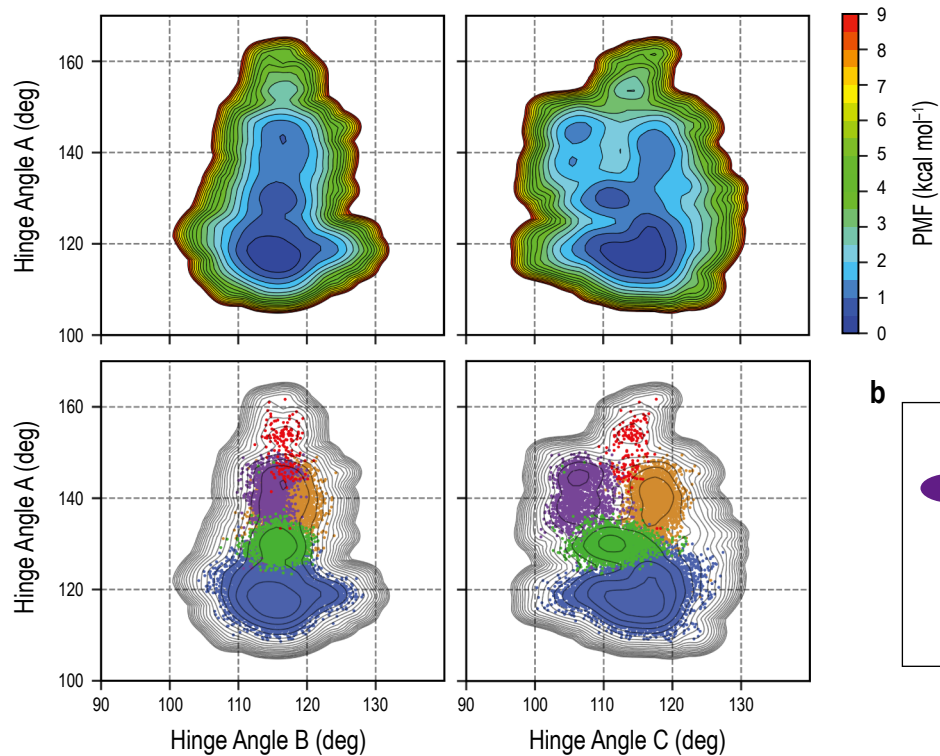 Hinge Angle A (deg)
160
140
120
100
9
8
7
6
5
4
3
2
1
0
PMF (kcal mol⁻¹)
Hinge Angle A (deg)
160
140
120
100
90 100 110 120 130
90 100 110 120 130
Hinge Angle B (deg)
Hinge Angle C (deg)
b